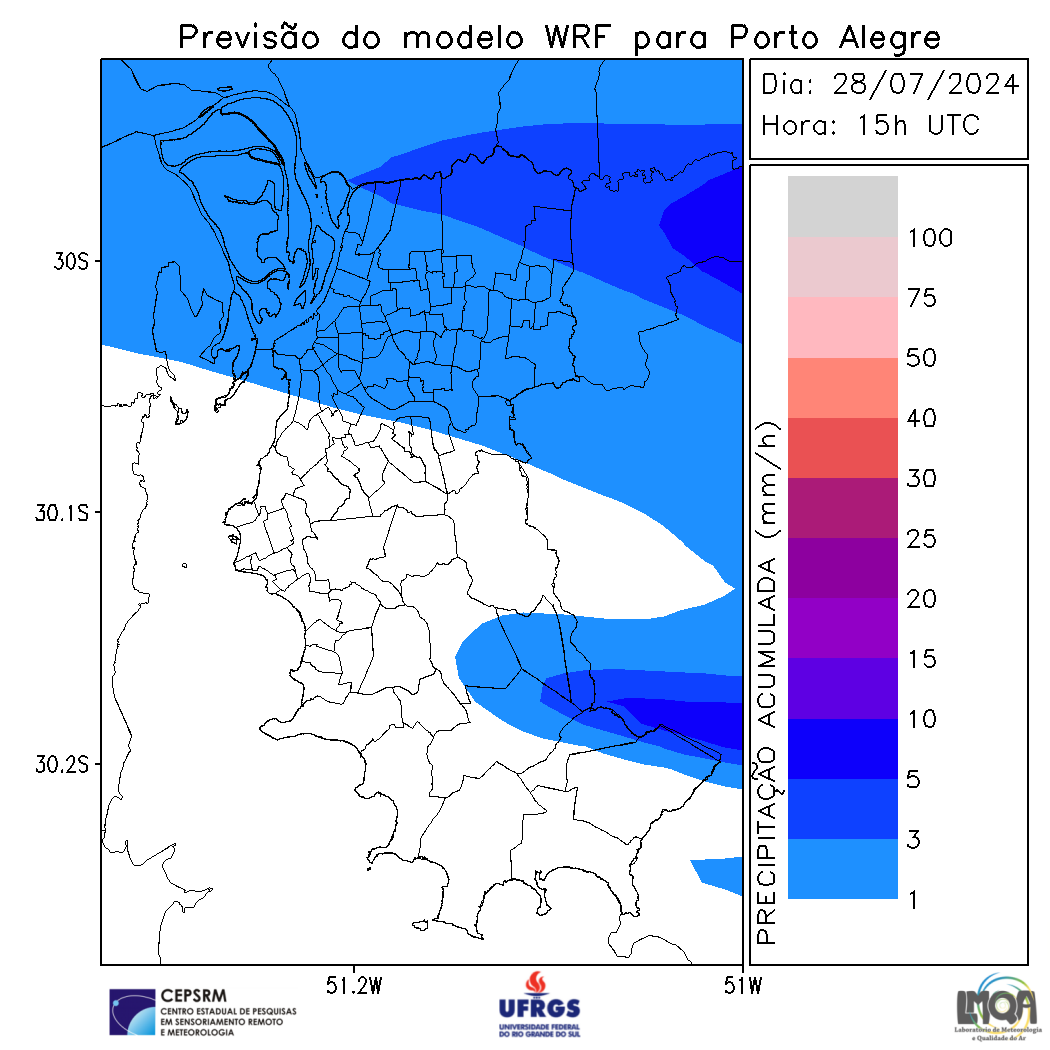 Previsão do modelo WRF para Porto Alegre
Dia: 28/07/2024
Hora: 15h UTC
30S
30.1S
30.2S
51.2W
51W
PRECIPITAÇÃO ACUMULADA (mm/h)
100
75
50
40
30
25
20
15
10
5
3
1
CEPSRM
CENTRO ESTADUAL DE PESQUISAS
EM SENSORIAMENTO REMOTO
E METEOROLOGIA
UFRGS
UNIVERSIDADE FEDERAL
DO RIO GRANDE DO SUL
LMQA
Laboratório de Meteorologia
e Qualidade do Ar